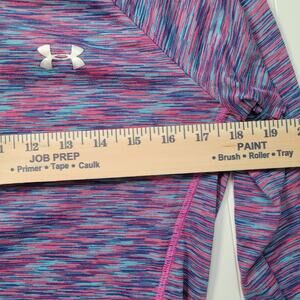 12 13 14 15 16 17 18 19
JOB PREP
• Primer • Tape • Caulk
PAINT
• Brush • Roller • Tray